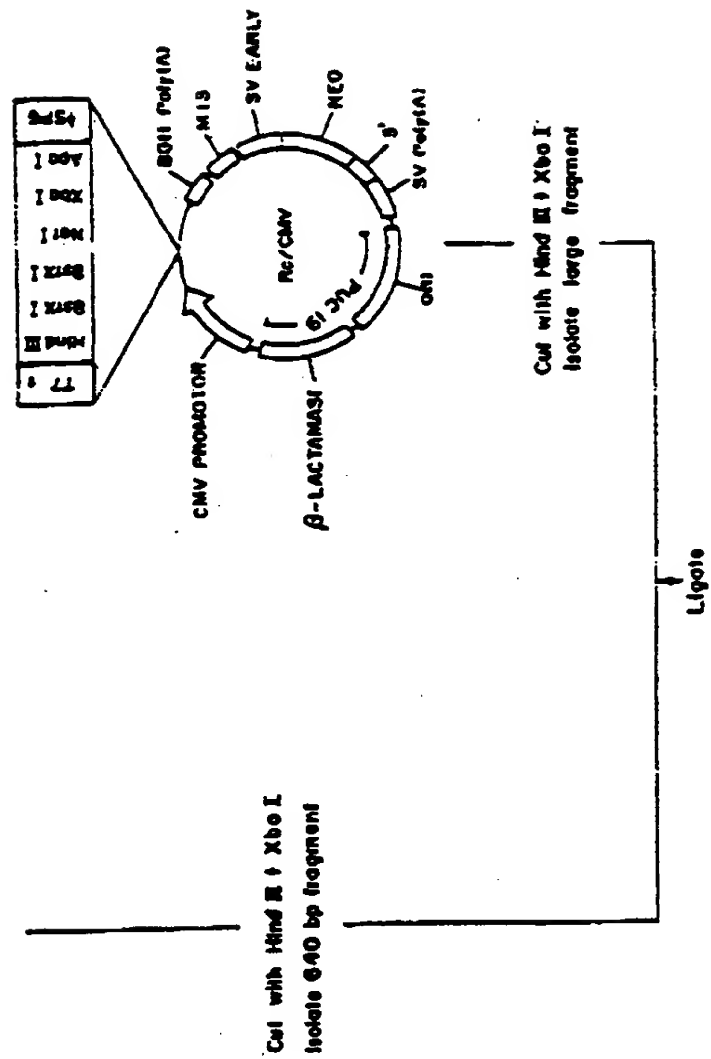 T7 ↑
Hind III
BstX I
BstX I
Not I
Xba I
Apa I
↓SP6
CMV PROMOTOR
BGH Poly(A)
M13
SV EARLY
NEO
3'
SV Poly(A)
ORI
β-LACTAMASE
Rc/CMV
PUC 19
Cut with Hind III + Xba I
Isolate large fragment
Cut with Hind III + Xba I
Isolate 640 bp fragment
Ligate